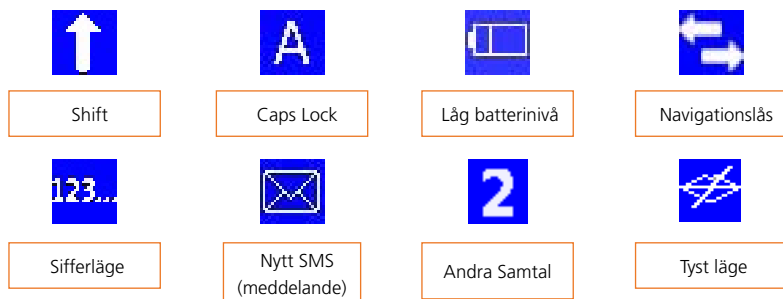 A
Shift
Caps Lock
Låg batterinivå
Navigationslås
123...
2
Sifferläge
Nytt SMS
(meddelande)
Andra Samtal
Tyst läge